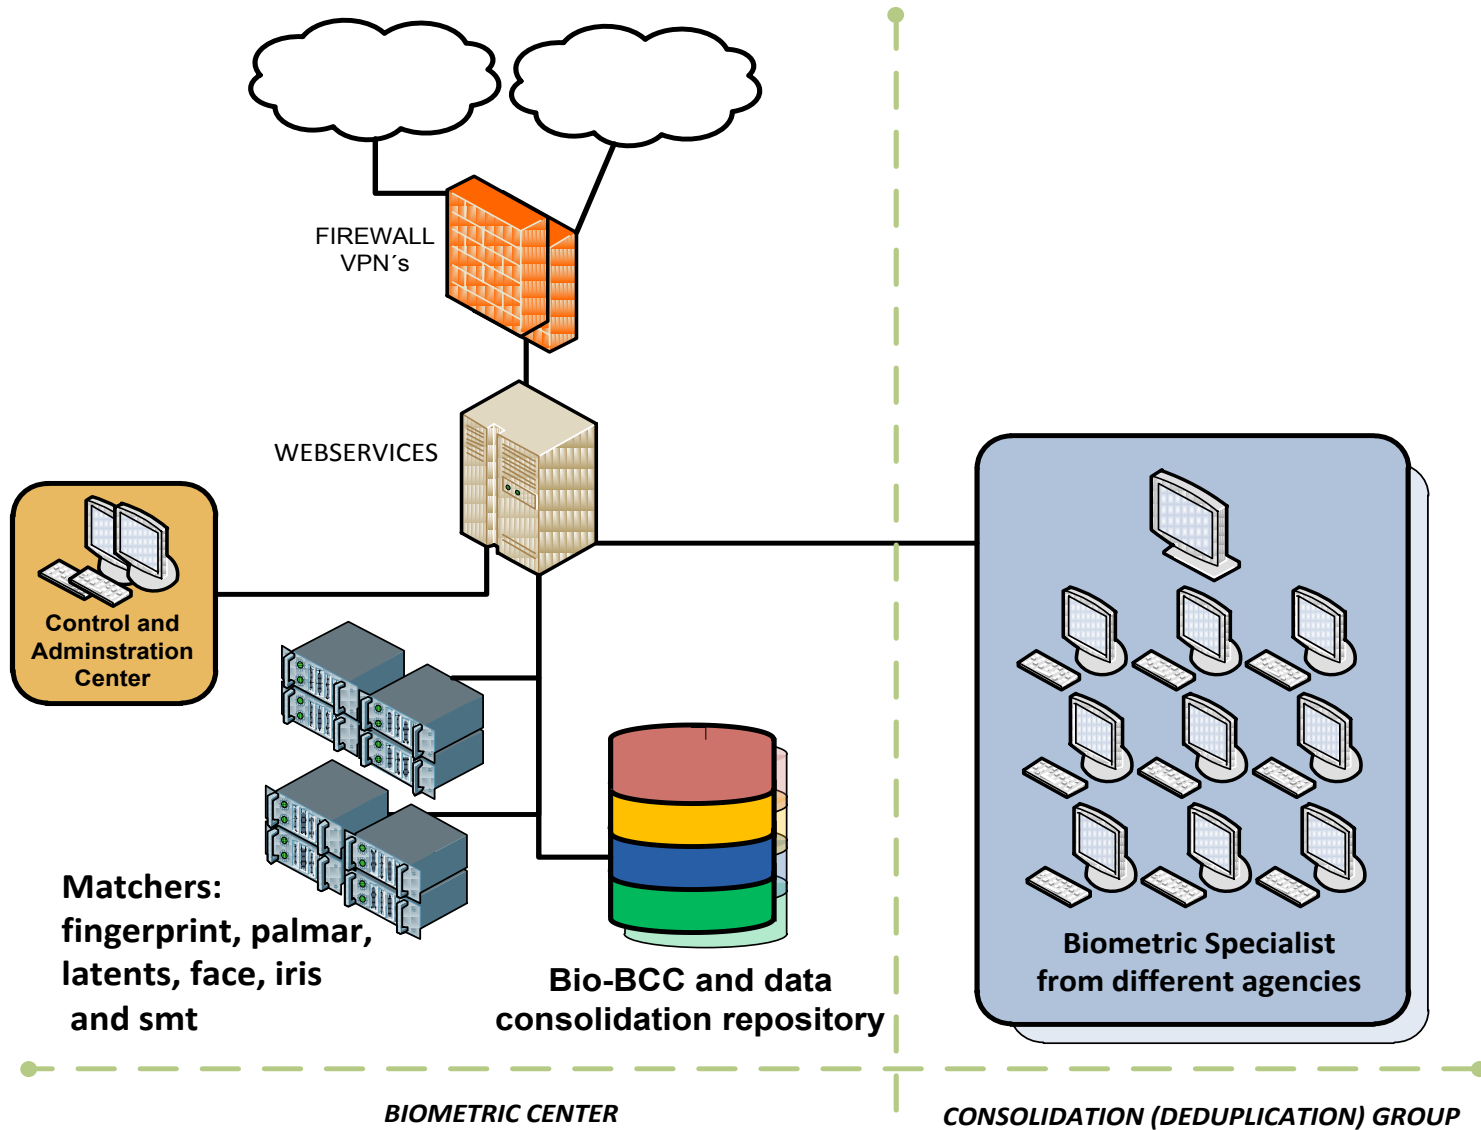 FIREWALL
VPN´s
WEBSERVICES
Control and
Adminstration
Center
Matchers:
fingerprint, palmar,
latents, face, iris
and smt
Bio-BCC and data
consolidation repository
Biometric Specialist
from different agencies
BIOMETRIC CENTER
CONSOLIDATION (DEDUPLICATION) GROUP